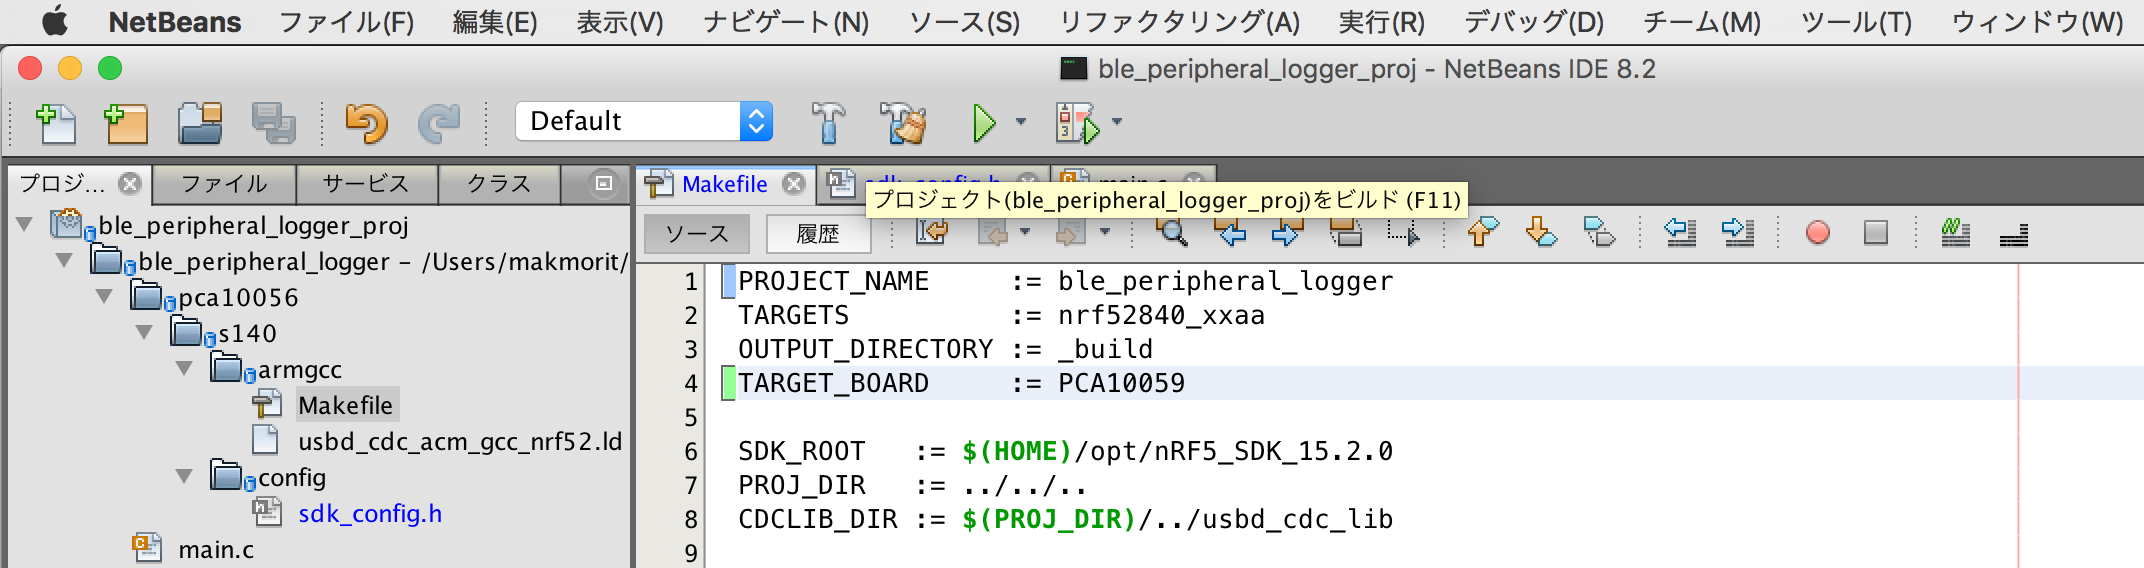 NetBeans ファイル(F) 編集(E) 表示(V) ナビゲート(N) ソース(S) リファクタリング(A) 実行(R) デバッグ(D) チーム(M) ツール(T) ウィンドウ(W)
ble_peripheral_logger_proj - NetBeans IDE 8.2
Default
プロジ... ファイル サービス クラス
Makefile sdk_config.h main.c
プロジェクト(ble_peripheral_logger_proj)をビルド (F11)
ソース 履歴
ble_peripheral_logger_proj
ble_peripheral_logger – /Users/makmorit/
pca10056
s140
armgcc
Makefile
usbd_cdc_acm_gcc_nrf52.ld
config
sdk_config.h
main.c
1 PROJECT_NAME := ble_peripheral_logger
2 TARGETS := nrf52840_xxaa
3 OUTPUT_DIRECTORY := _build
4 TARGET_BOARD := PCA10059
5
6 SDK_ROOT := $(HOME)/opt/nRF5_SDK_15.2.0
7 PROJ_DIR := ../../..
8 CDCLIB_DIR := $(PROJ_DIR)/../usbd_cdc_lib
9